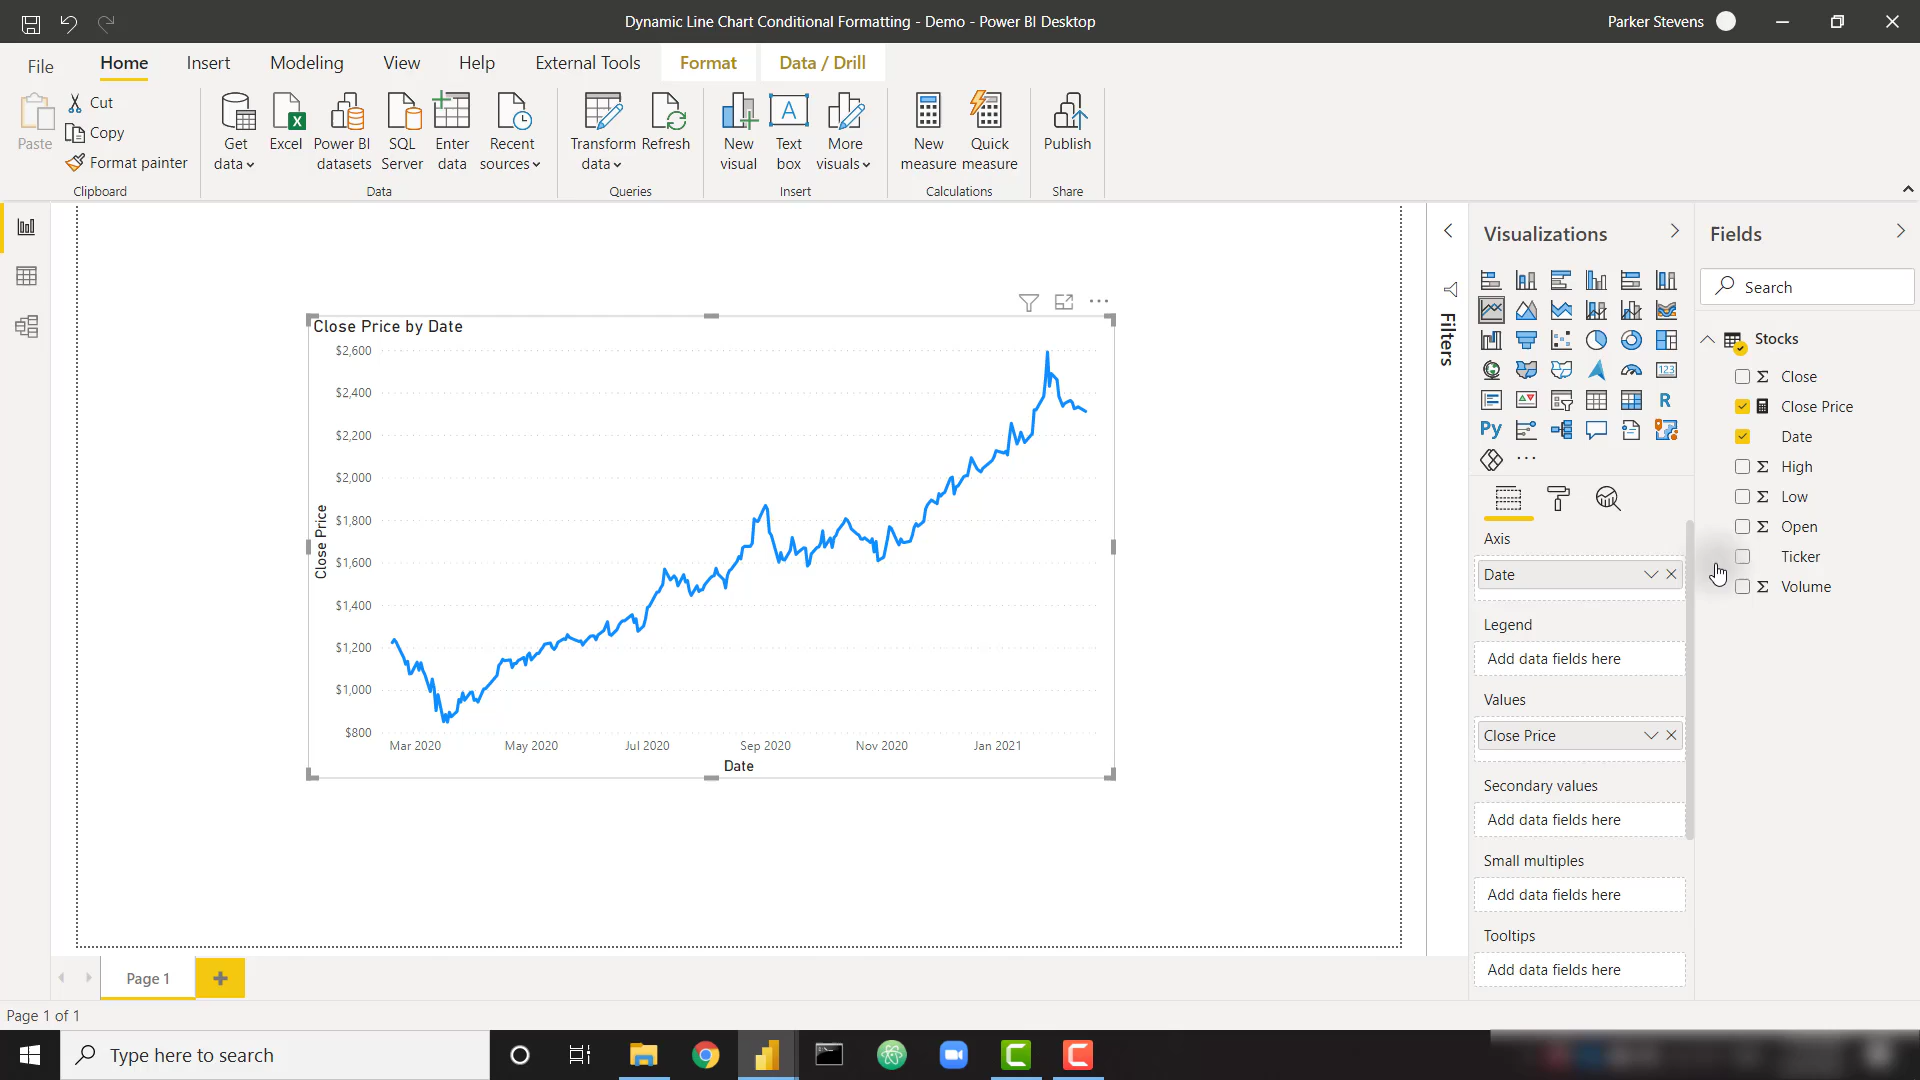 Dynamic Line Chart Conditional Formatting - Demo - Power BI Desktop
Parker Stevens
File
Home
Insert
Modeling
View
Help
External Tools
Format
Data / Drill
Paste
Cut
Copy
Format painter
Clipboard
Get
data
Excel
Power BI
datasets
SQL
Server
Enter
data
Recent
sources
Data
Transform
data
Refresh
Queries
New
visual
Text
box
More
visuals
Insert
New
measure
Quick
measure
Calculations
Publish
Share
Close Price by Date
$2,600
$2,400
$2,200
$2,000
$1,800
$1,600
$1,400
$1,200
$1,000
$800
Close Price
Mar 2020
May 2020
Jul 2020
Sep 2020
Nov 2020
Jan 2021
Date
Filters
Visualizations
123
R
Py
Axis
Date
Legend
Add data fields here
Values
Close Price
Secondary values
Add data fields here
Small multiples
Add data fields here
Tooltips
Add data fields here
Fields
Search
Stocks
Close
Close Price
Date
High
Low
Open
Ticker
Volume
Page 1
Page 1 of 1
Type here to search